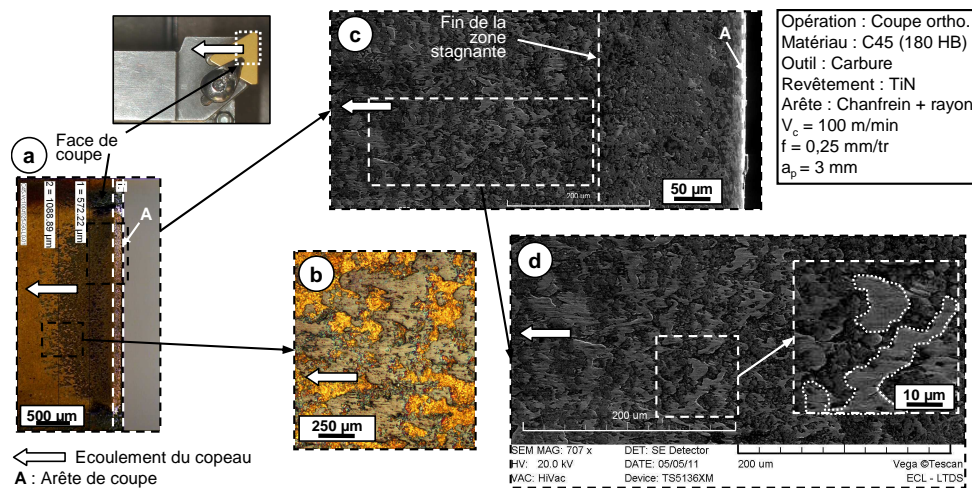 Face de
coupe
a
1 = 572.22 µm
2 = 1088.89 µm
A
500 µm
Ecoulement du copeau
A : Arête de coupe
b
250 µm
c
Fin de la
zone
stagnante
A
50 µm
200 um
Opération : Coupe ortho.
Matériau : C45 (180 HB)
Outil : Carbure
Revêtement : TiN
Arête : Chanfrein + rayon
Vc = 100 m/min
f = 0,25 mm/tr
ap = 3 mm
d
10 µm
200 um
SEM MAG: 707 x
DET: SE Detector
HV: 20.0 kV
DATE: 05/05/11
200 um
Vega ©Tescan
VAC: HiVac
Device: TS5136XM
ECL - LTDS